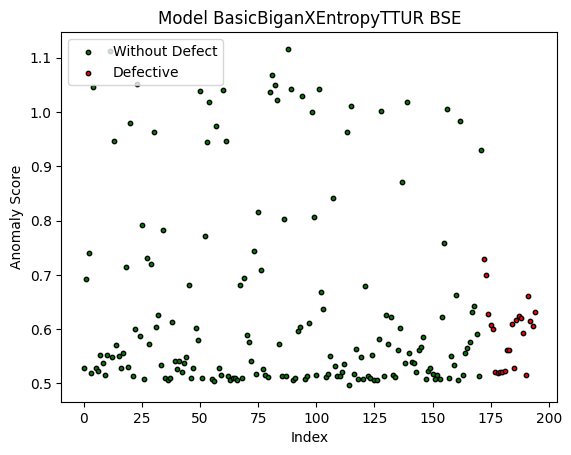 Model BasicBiganXEntropyTTUR BSE
Without Defect
Defective
Anomaly Score
1.1
1.0
0.9
0.8
0.7
0.6
0.5
0 25 50 75 100 125 150 175 200
Index